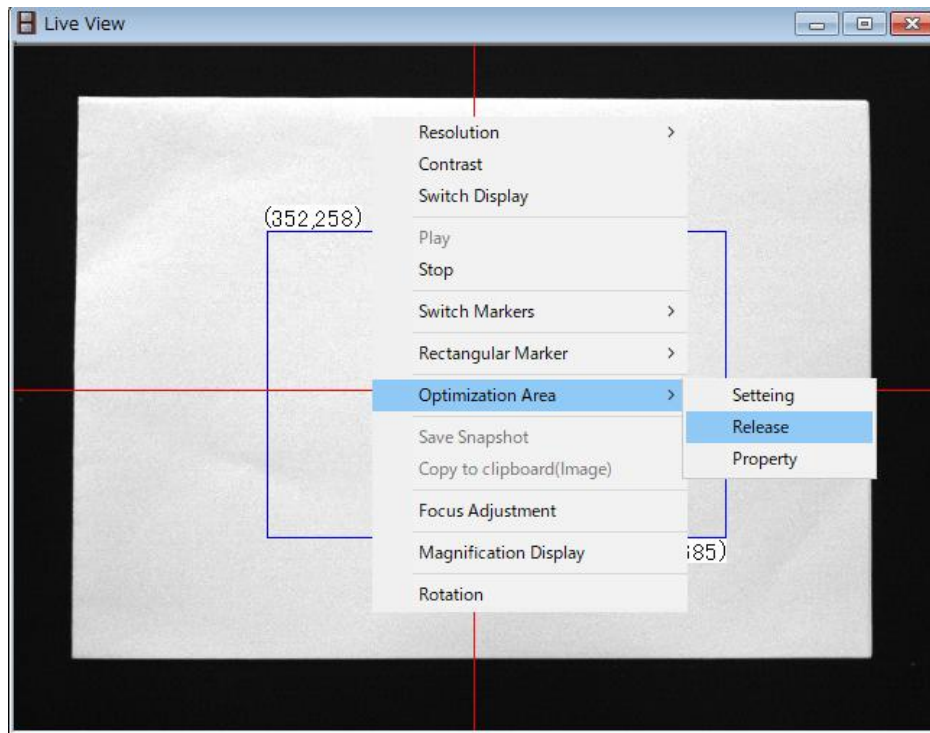 Live View
Resolution
Contrast
Switch Display
(352,258)
Play
Stop
Switch Markers
Rectangular Marker
Optimization Area
Setteing
Release
Property
Save Snapshot
Copy to clipboard(Image)
Focus Adjustment
Magnification Display
685)
Rotation